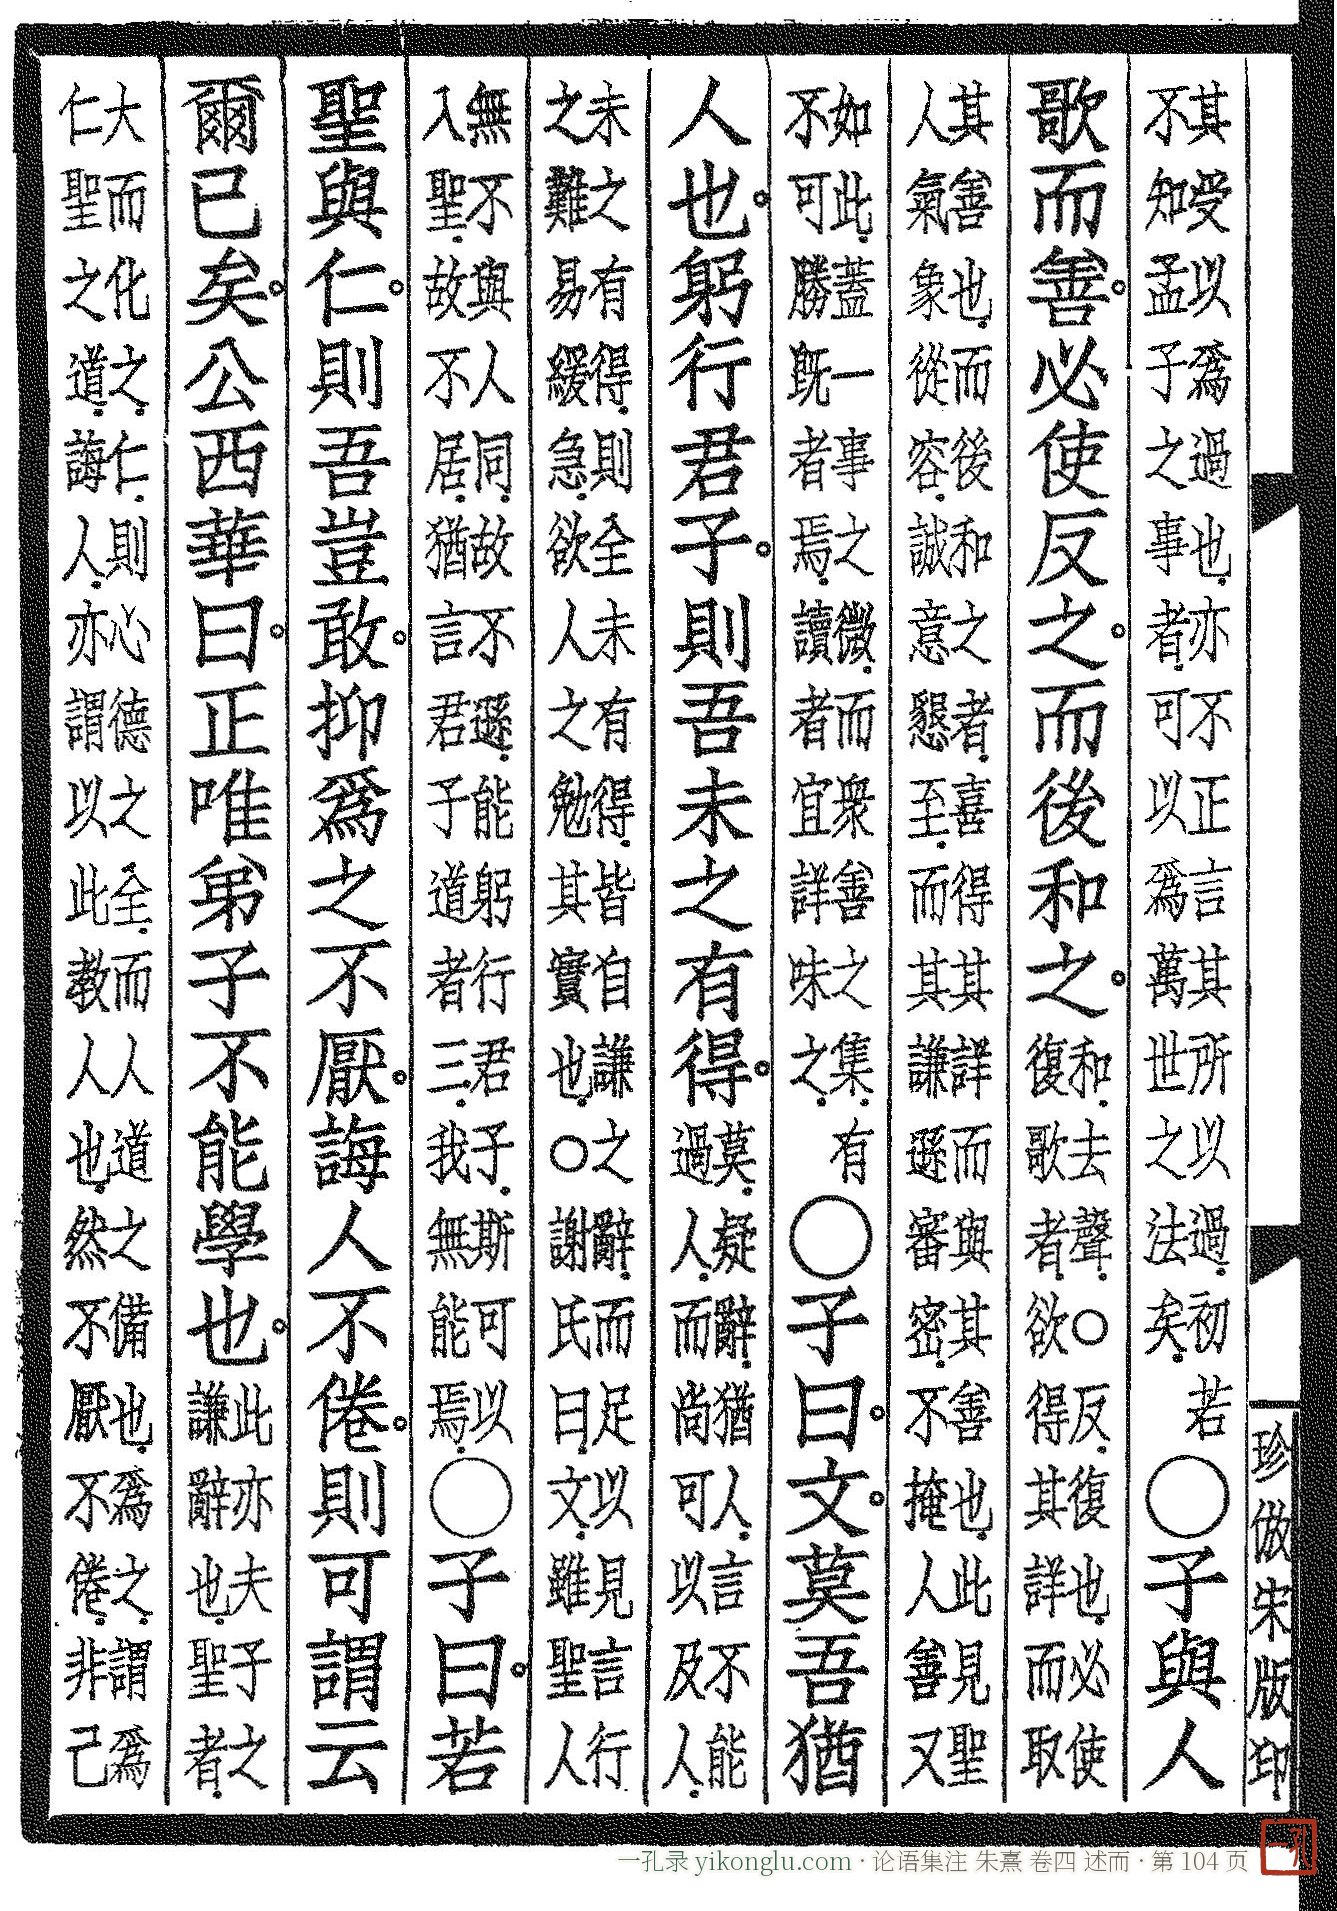 珍倣宋版印
其受以爲過也.亦不正言其所以過.初若
不知孟子之事者.可以爲萬世之法矣.
○子與人
歌而善。必使反之。而後和之。
和.去聲.○反.復也.必使
復歌者.欲得其詳而取
其善也.而後和之者.喜得其詳而與其善也.此見聖
人氣象從容.誠意懇至.而其謙遜審密.不掩人善又
如此.蓋一事之微.而衆善之集.有
不可勝既者焉.讀者宜詳味之.
○子曰。文。莫吾猶
人也。躬行君子。則吾未之有得。
莫.疑辭.猶人.言不能
過人.而尚可以及人.
未之有得.則全未有得.皆自謙之辭.而足以見言行
之難易緩急.欲人之勉其實也.○謝氏曰.文.雖聖人
無不與人同.故不遜.能躬行君子.斯可以
入聖.故不居.猶言君子道者三.我無能焉.
○子曰。若
聖與仁。則吾豈敢。抑爲之不厭。誨人不倦。則可謂云
爾已矣。公西華曰。正唯弟子不能學也。
此亦夫子之
謙辭也.聖者.
大而化之.仁.則心德之全.而人道之備也.爲之.謂爲
仁聖之道.誨人.亦謂以此教人也.然不厭不倦.非己
一孔录 yikonglu.com · 论语集注 朱熹 卷四 述而 · 第 104 页